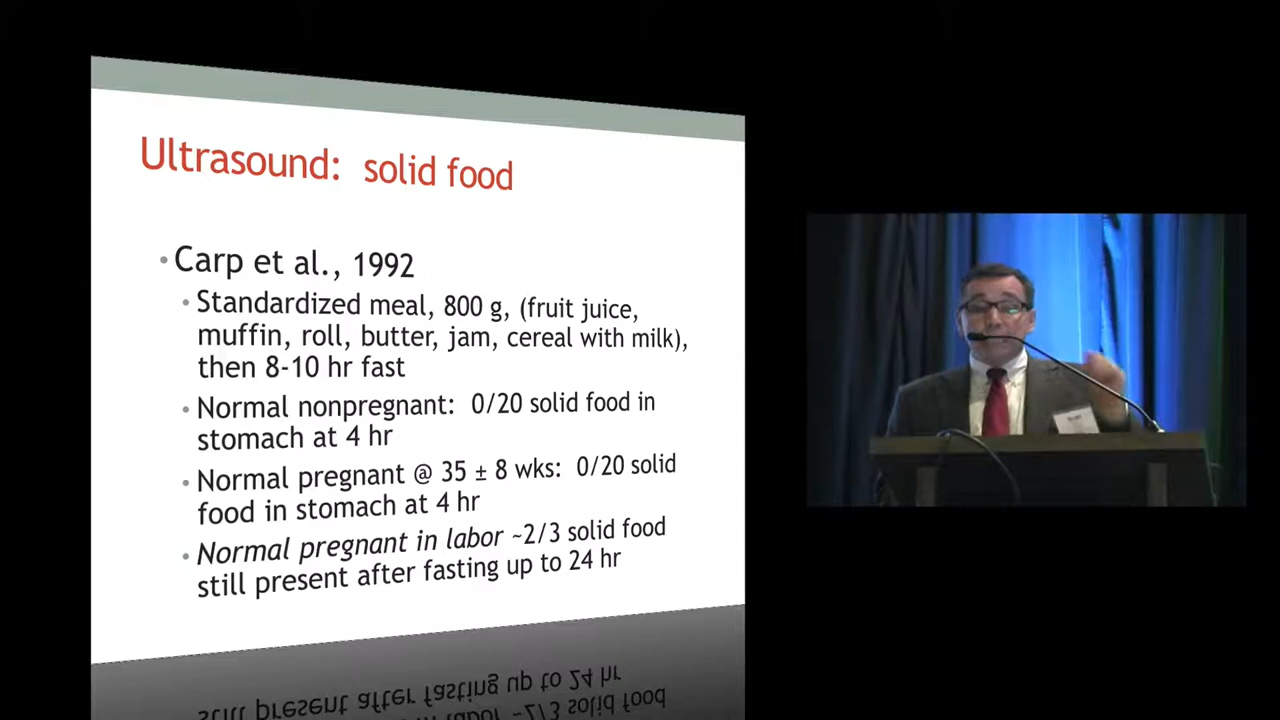 Ultrasound: solid food
• Carp et al., 1992
• Standardized meal, 800 g, (fruit juice,
muffin, roll, butter, jam, cereal with milk),
then 8-10 hr fast
• Normal nonpregnant: 0/20 solid food in
stomach at 4 hr
• Normal pregnant @ 35 ± 8 wks: 0/20 solid
food in stomach at 4 hr
• Normal pregnant in labor ~2/3 solid food
still present after fasting up to 24 hr